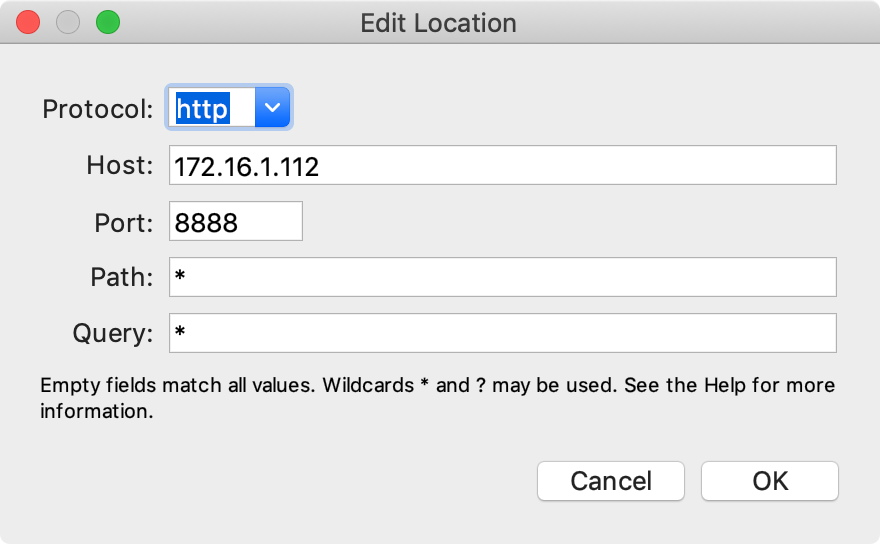 Edit Location
Protocol: http
Host: 172.16.1.112
Port: 8888
Path: *
Query: *
Empty fields match all values. Wildcards * and ? may be used. See the Help for more
information.
Cancel OK